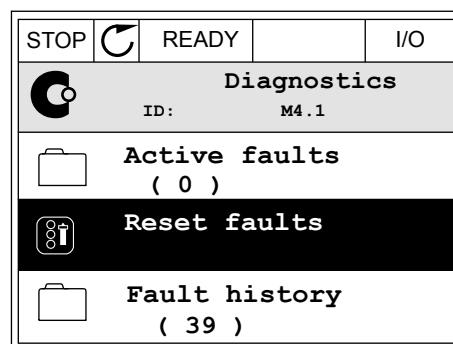 STOP READY I/O
Diagnostics
ID: M4.1
Active faults
( 0 )
Reset faults
Fault history
( 39 )